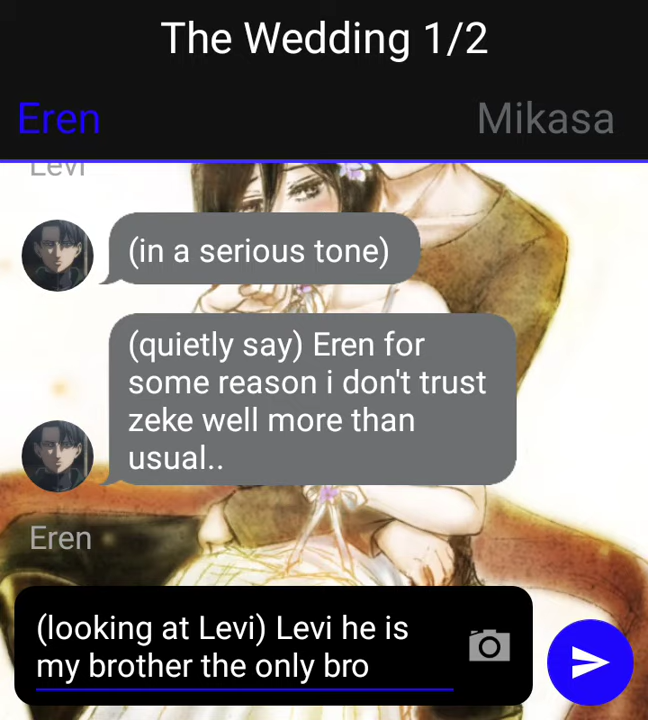 The Wedding 1/2
Eren Mikasa
Levi
(in a serious tone)
(quietly say) Eren for
some reason i don't trust
zeke well more than
usual..
Eren
(looking at Levi) Levi he is
my brother the only bro